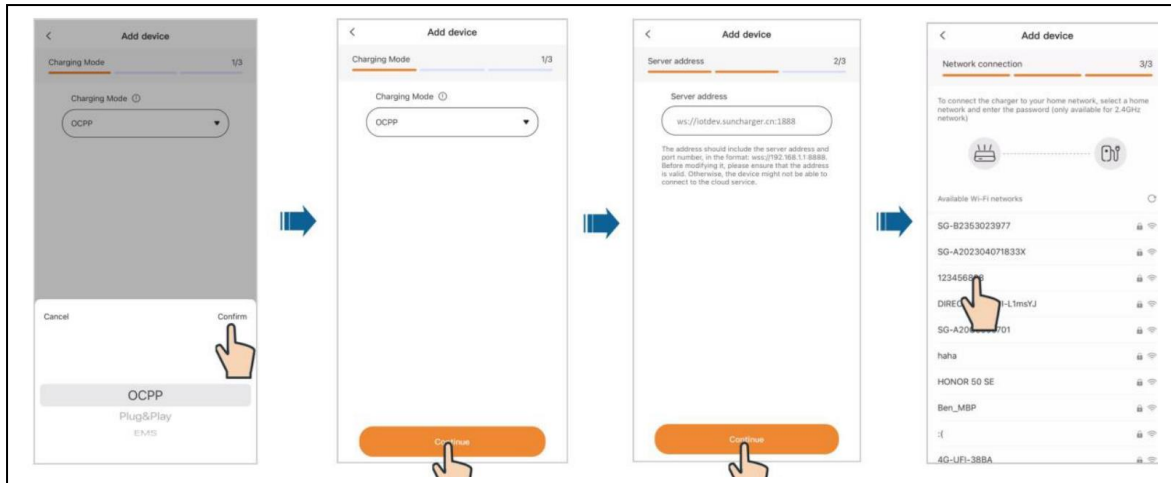 Add device
Charging Mode 1/3
Charging Mode
OCPP
Cancel Confirm
OCPP
Plug&Play
EMS
Add device
Charging Mode 1/3
Charging Mode
OCPP
Continue
Add device
Server address 2/3
Server address
ws://iotdev.suncharger.cn:1888
The address should include the server address and
port number, in the format: wss://192.168.1.1:8888.
Before modifying it, please ensure that the address
is valid. Otherwise, the device might not be able to
connect to the cloud service.
Continue
Add device
Network connection 3/3
To connect the charger to your home network, select a home
network and enter the password (only available for 2.4GHz
network)
Available Wi-Fi networks
SG-B2353023977
SG-A202304071833X
haha
HONOR 50 SE
Ben_MBP
:(
4G-UFI-38BA